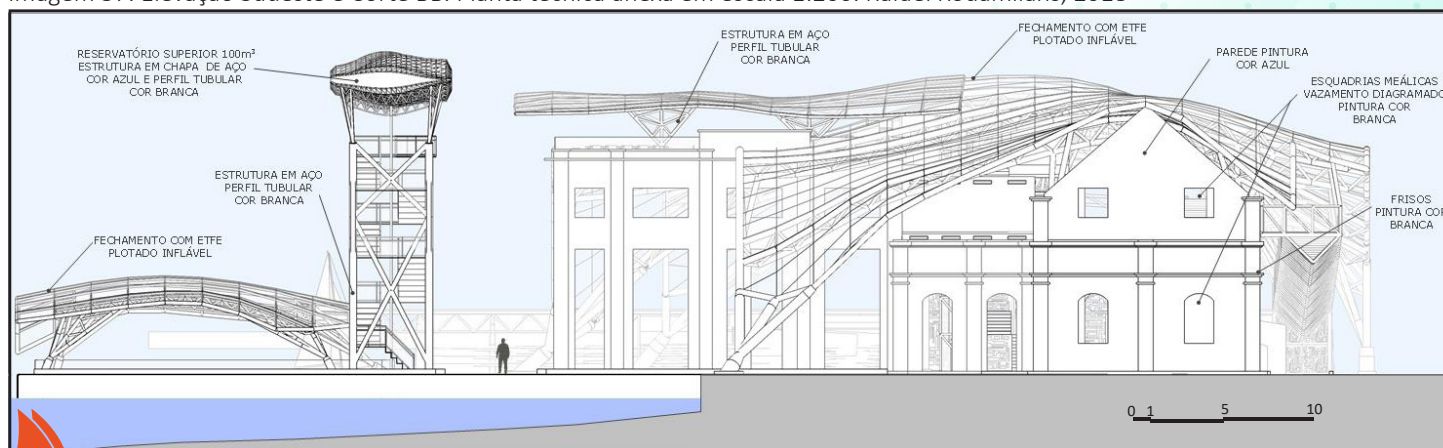 RESERVATÓRIO SUPERIOR 100m³
ESTRUTURA EM CHAPA DE AÇO
COR AZUL E PERFIL TUBULAR
COR BRANCA
ESTRUTURA EM AÇO
PERFIL TUBULAR
COR BRANCA
FECHAMENTO COM ETFE
PLOTADO INFLÁVEL
PAREDE PINTURA
COR AZUL
ESQUADRIAS MEÁLICAS
VAZAMENTO DIAGRAMADO
PINTURA COR
BRANCA
ESTRUTURA EM AÇO
PERFIL TUBULAR
COR BRANCA
FRISOS
PINTURA COR
BRANCA
FECHAMENTO COM ETFE
PLOTADO INFLÁVEL
0 1 5 10